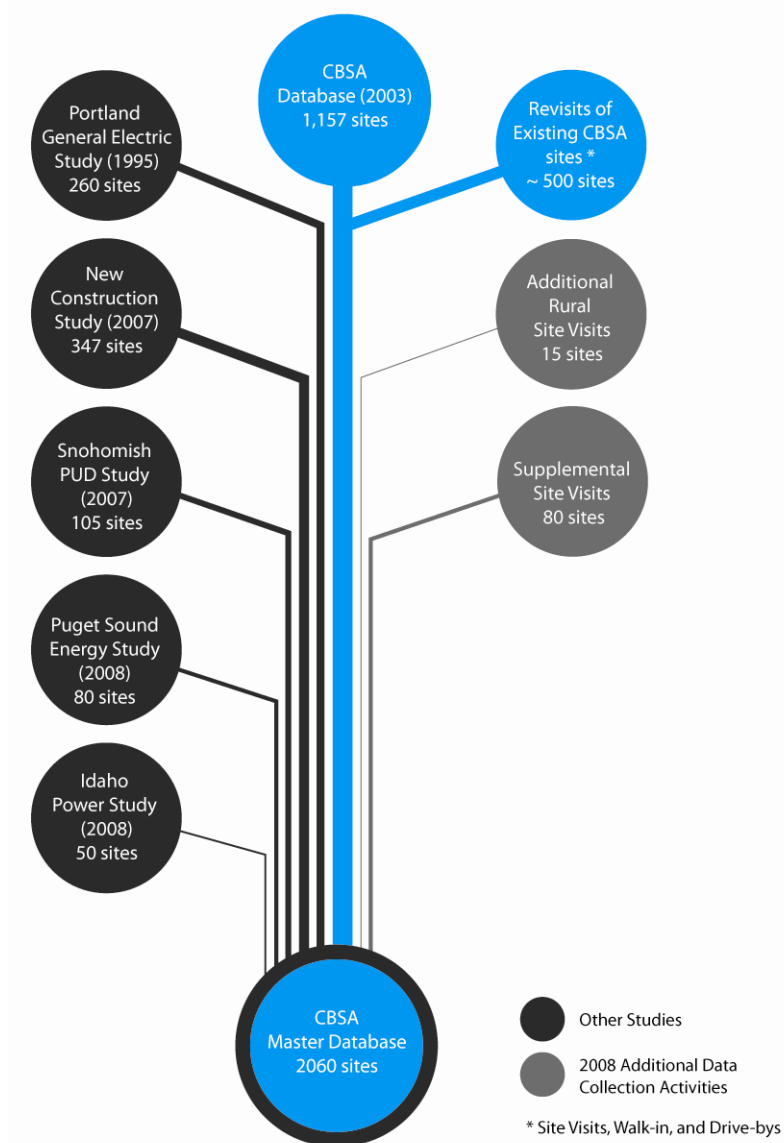 CBSA
Database (2003)
1,157 sites
Portland
General Electric
Study (1995)
260 sites
Revisits of
Existing CBSA
sites *
~ 500 sites
New
Construction
Study (2007)
347 sites
Additional
Rural
Site Visits
15 sites
Snohomish
PUD Study
(2007)
105 sites
Supplemental
Site Visits
80 sites
Puget Sound
Energy Study
(2008)
80 sites
Idaho
Power Study
(2008)
50 sites
CBSA
Master Database
2060 sites
Other Studies
2008 Additional Data
Collection Activities
* Site Visits, Walk-in, and Drive-bys